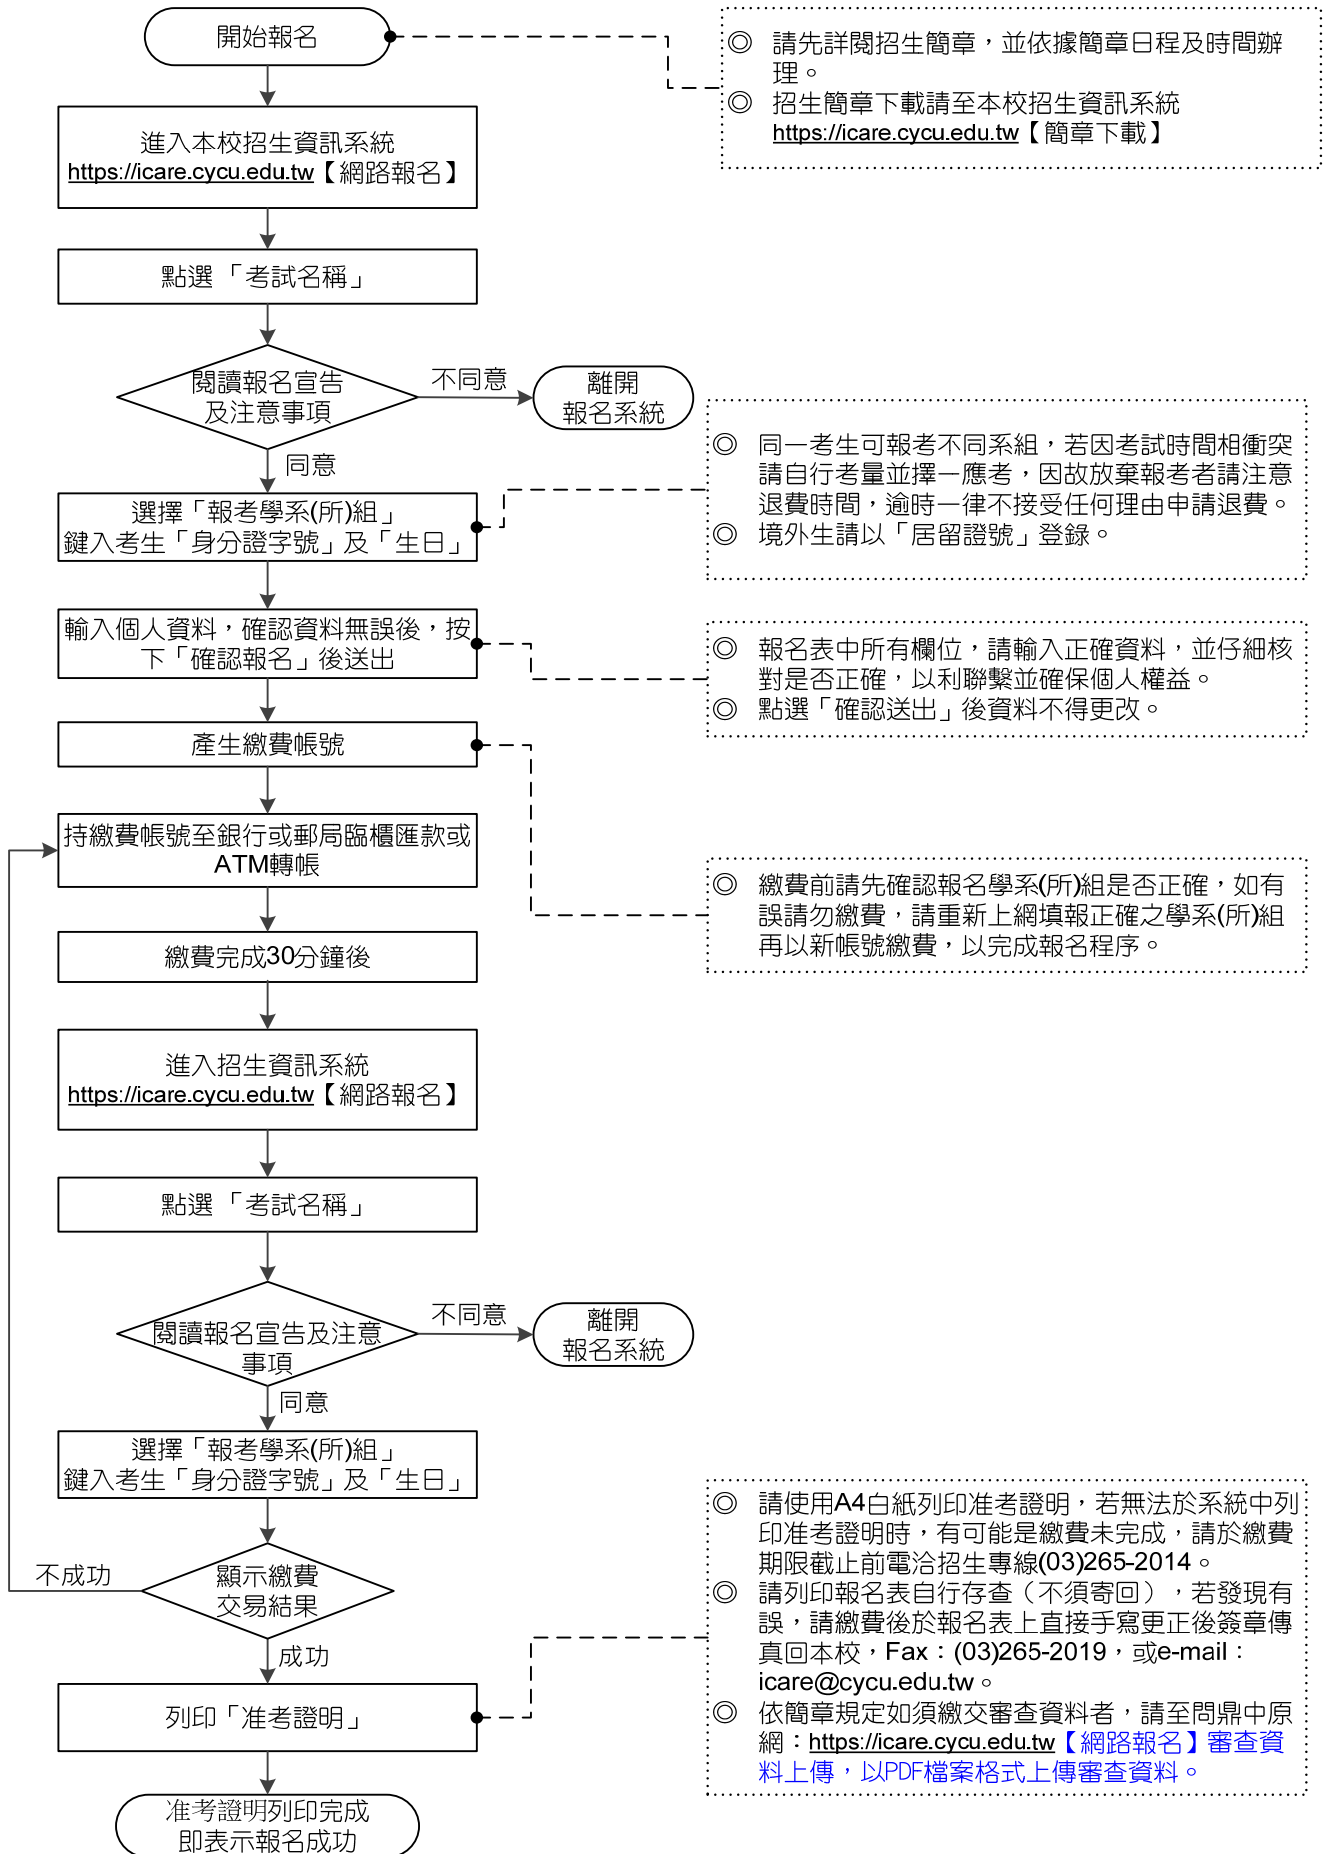 開始報名
◎ 請先詳閱招生簡章，並依據簡章日程及時間辦
理。
◎ 招生簡章下載請至本校招生資訊系統
https://icare.cycu.edu.tw【簡章下載】
進入本校招生資訊系統
https://icare.cycu.edu.tw【網路報名】
點選「考試名稱」
閱讀報名宣告
及注意事項
不同意
離開
報名系統
同意
選擇「報考學系(所)組」
鍵入考生「身分證字號」及「生日」
◎ 同一考生可報考不同系組，若因考試時間相衝突
請自行考量並擇一應考，因故放棄報考者請注意
退費時間，逾時一律不接受任何理由申請退費。
◎ 境外生請以「居留證號」登錄。
輸入個人資料，確認資料無誤後，按
下「確認報名」後送出
◎ 報名表中所有欄位，請輸入正確資料，並仔細核
對是否正確，以利聯繫並確保個人權益。
◎ 點選「確認送出」後資料不得更改。
產生繳費帳號
持繳費帳號至銀行或郵局臨櫃匯款或
ATM轉帳
◎ 繳費前請先確認報名學系(所)組是否正確，如有
誤請勿繳費，請重新上網填報正確之學系(所)組
再以新帳號繳費，以完成報名程序。
繳費完成30分鐘後
進入招生資訊系統
https://icare.cycu.edu.tw【網路報名】
點選「考試名稱」
閱讀報名宣告及注意
事項
不同意
離開
報名系統
同意
選擇「報考學系(所)組」
鍵入考生「身分證字號」及「生日」
顯示繳費
交易結果
不成功
成功
列印「准考證明」
◎ 請使用A4白紙列印准考證明，若無法於系統中列
印准考證明時，有可能是繳費未完成，請於繳費
期限截止前電洽招生專線(03)265-2014。
◎ 請列印報名表自行存查（不須寄回），若發現有
誤，請繳費後於報名表上直接手寫更正後簽章傳
真回本校，Fax：(03)265-2019，或e-mail：
icare@cycu.edu.tw。
◎ 依簡章規定如須繳交審查資料者，請至問鼎中原
網：https://icare.cycu.edu.tw【網路報名】審查資
料上傳，以PDF檔案格式上傳審查資料。
准考證明列印完成
即表示報名成功